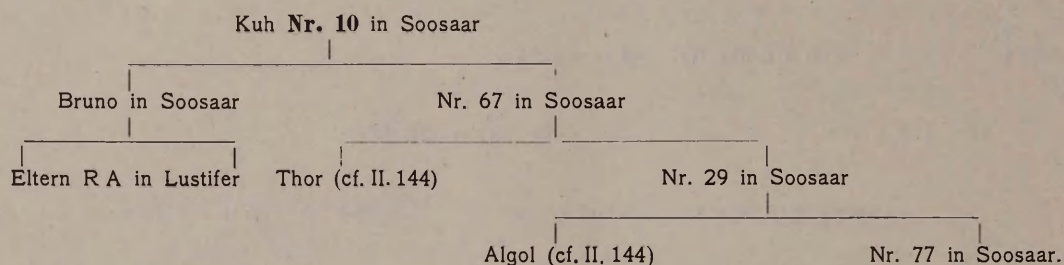 Kuh Nr. 10 in Soosaar
Bruno in Soosaar Nr. 67 in Soosaar
Eltern R A in Lustifer Thor (cf. II. 144) Nr. 29 in Soosaar
Algol (cf. II, 144) Nr. 77 in Soosaar.